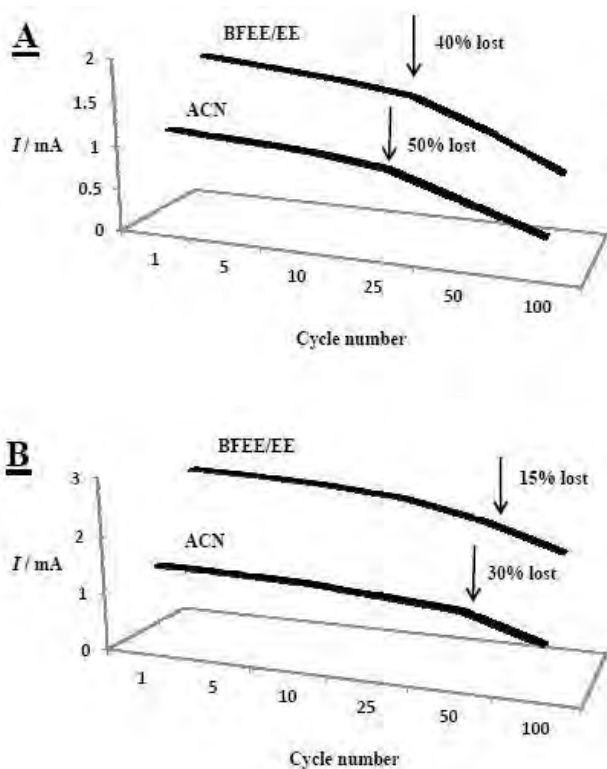 A
BFEE/EE
40% lost
2
1.5
ACN
50% lost
I / mA
1
0.5
0
1
5
10
25
50
100
Cycle number
B
BFEE/EE
15% lost
3
2
ACN
30% lost
I / mA
1
0
1
5
10
25
50
100
Cycle number